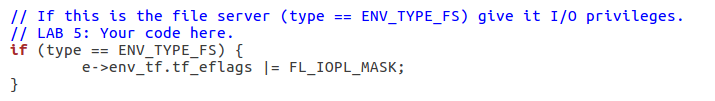 // If this is the file server (type == ENV_TYPE_FS) give it I/O privileges.
// LAB 5: Your code here.
if (type == ENV_TYPE_FS) {
        e->env_tf.tf_eflags |= FL_IOPL_MASK;
}